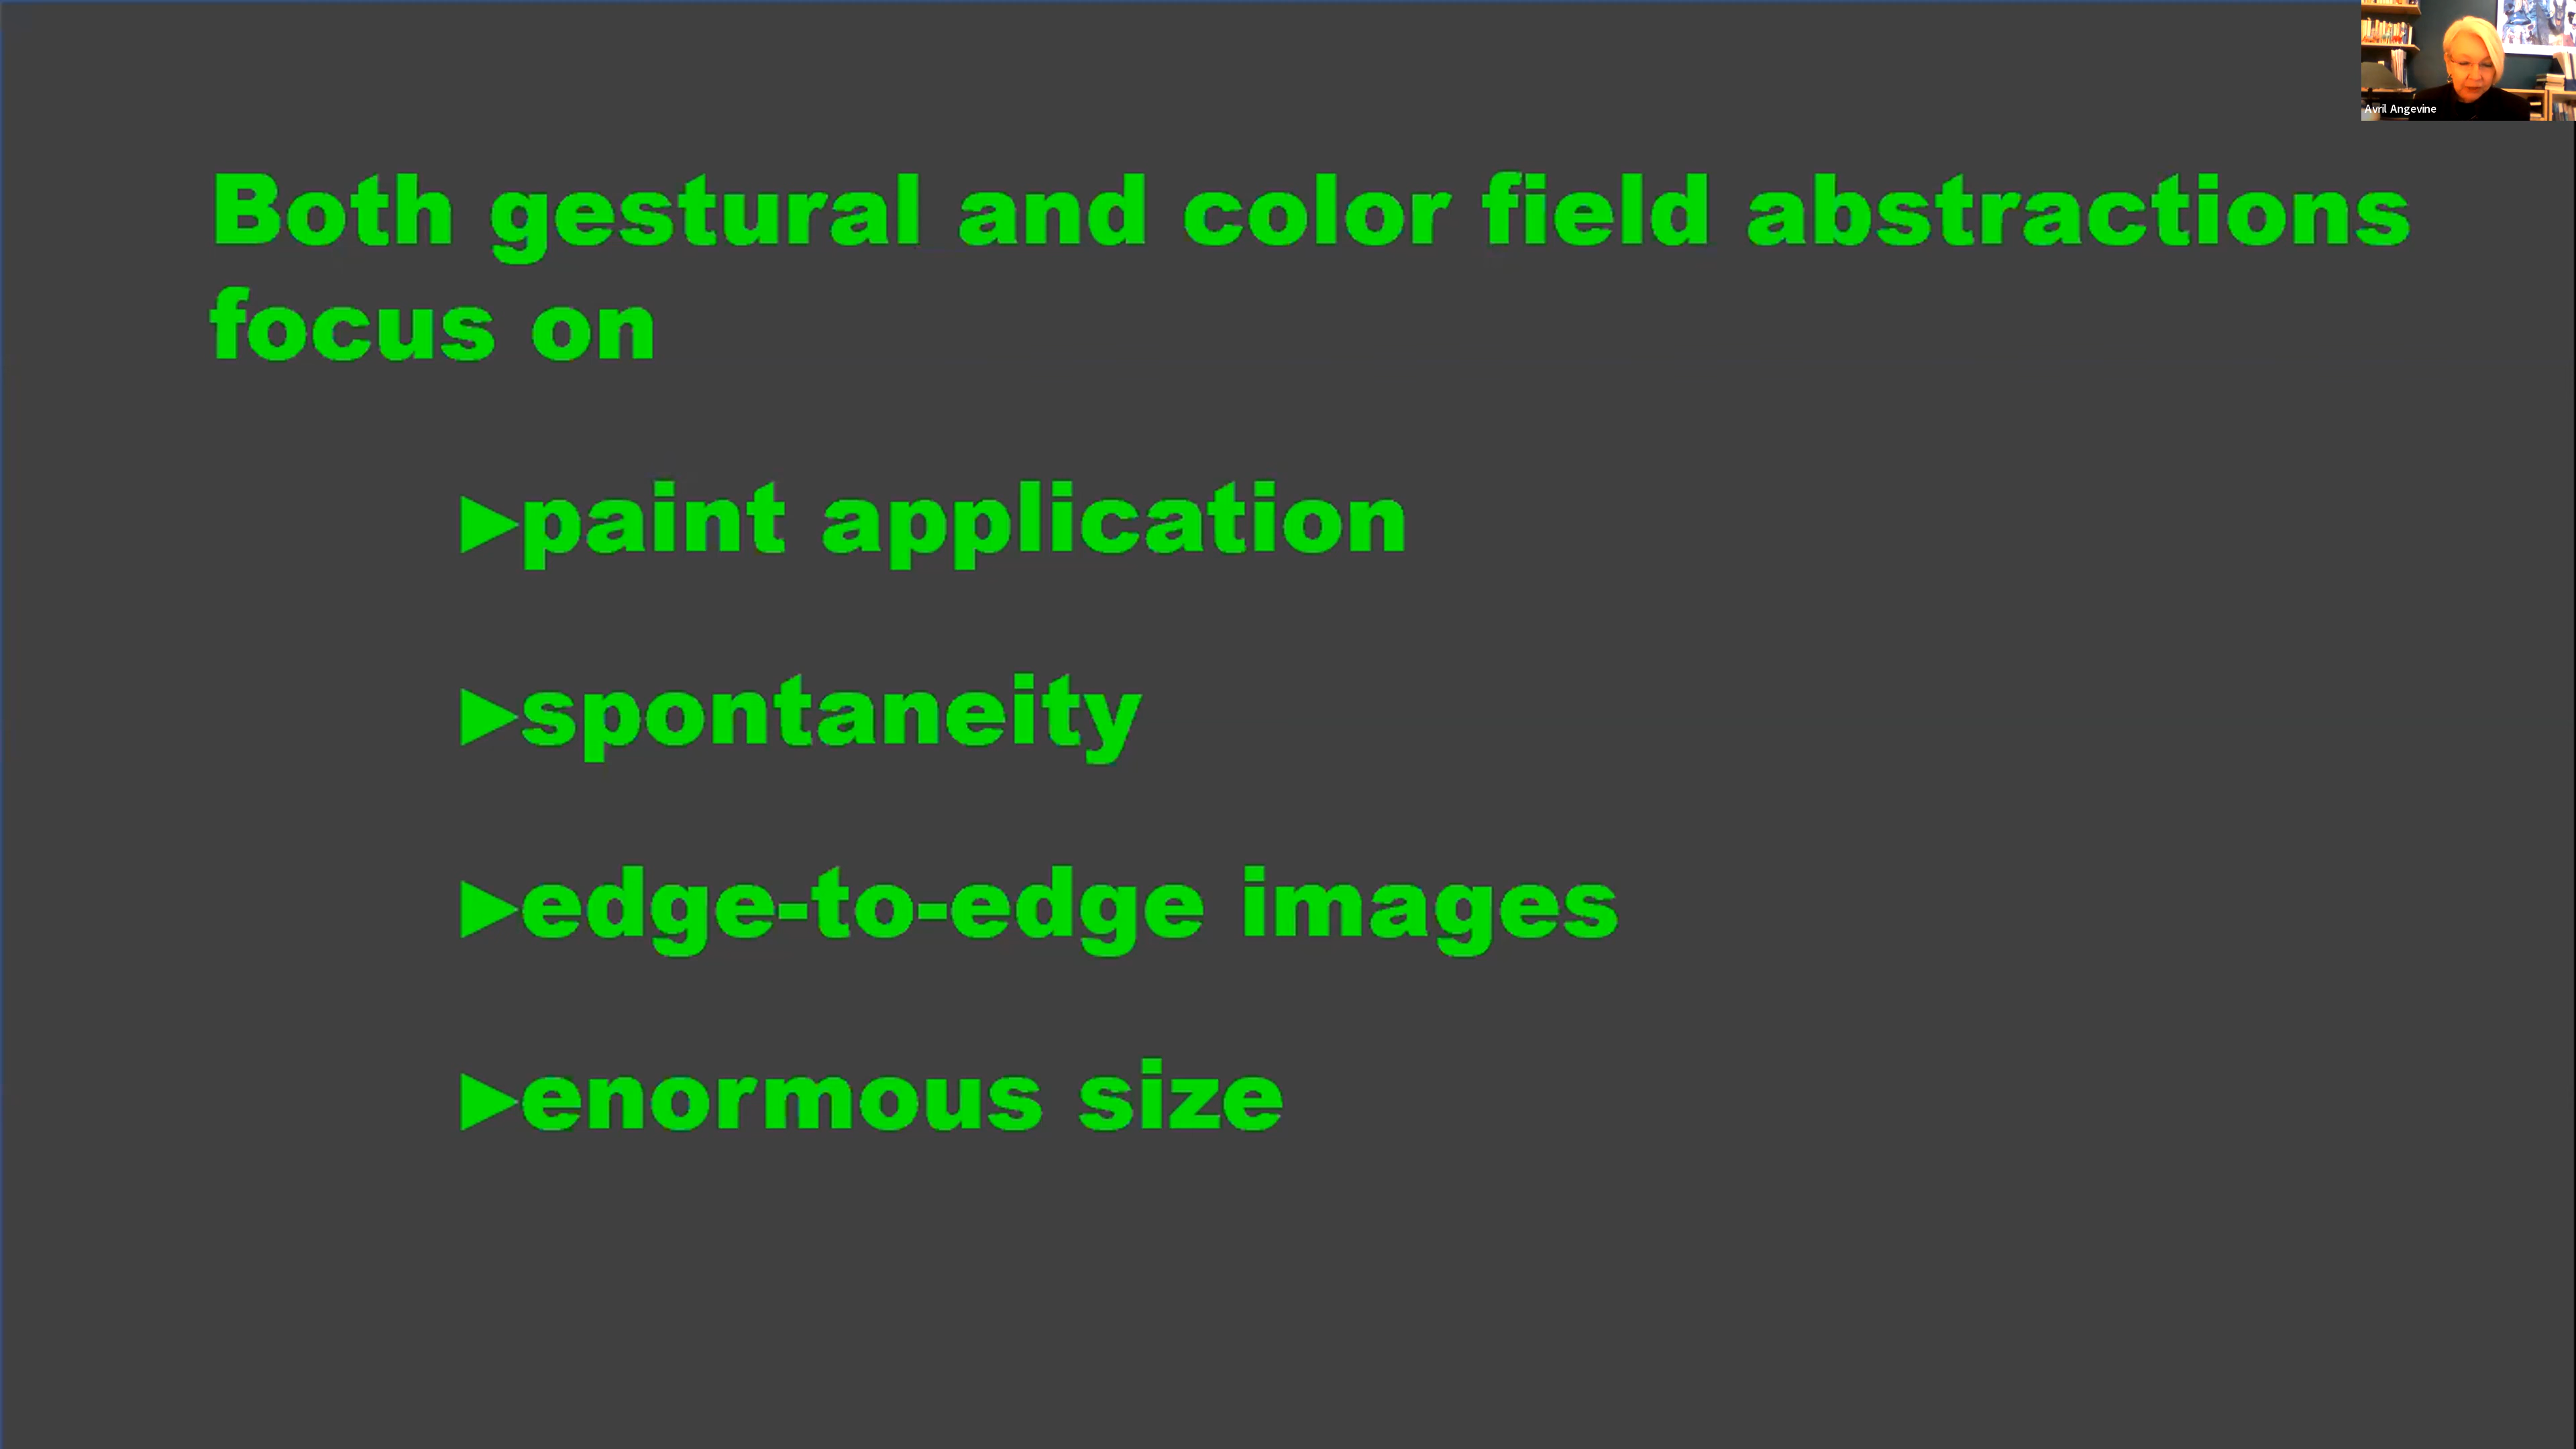 Avril Angevine
Both gestural and color field abstractions
focus on
►paint application
►spontaneity
►edge-to-edge images
►enormous size